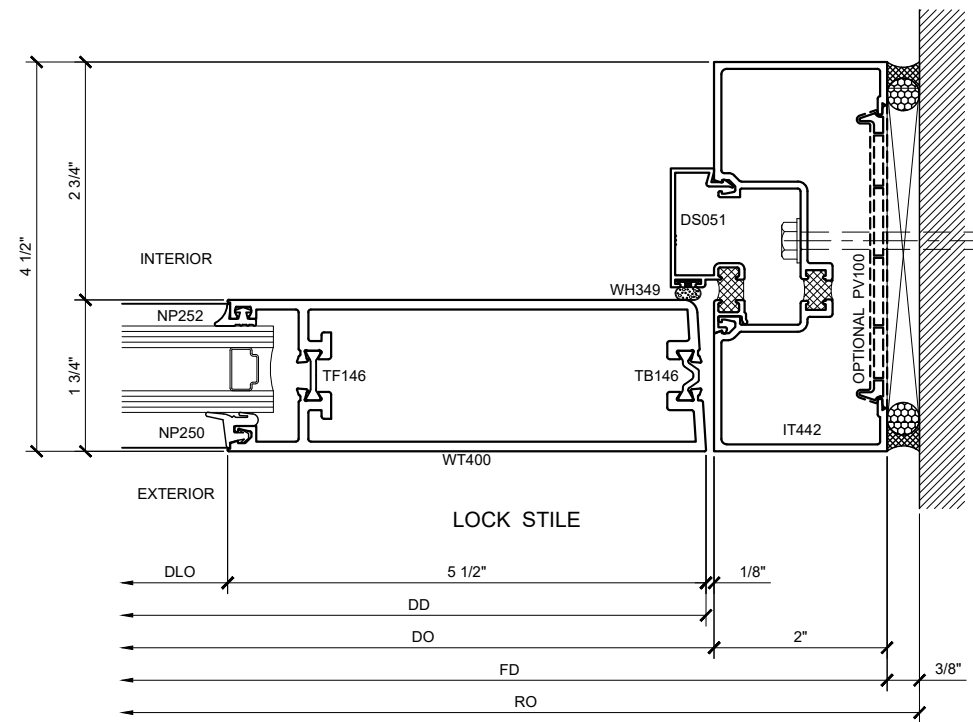 2 3/4"
4 1/2"
INTERIOR
DS051
WH349
NP252
OPTIONAL PV100
1 3/4"
TF146
TB146
NP250
IT442
WT400
EXTERIOR
LOCK STILE
DLO
5 1/2"
1/8"
DD
DO
2"
FD
3/8"
RO